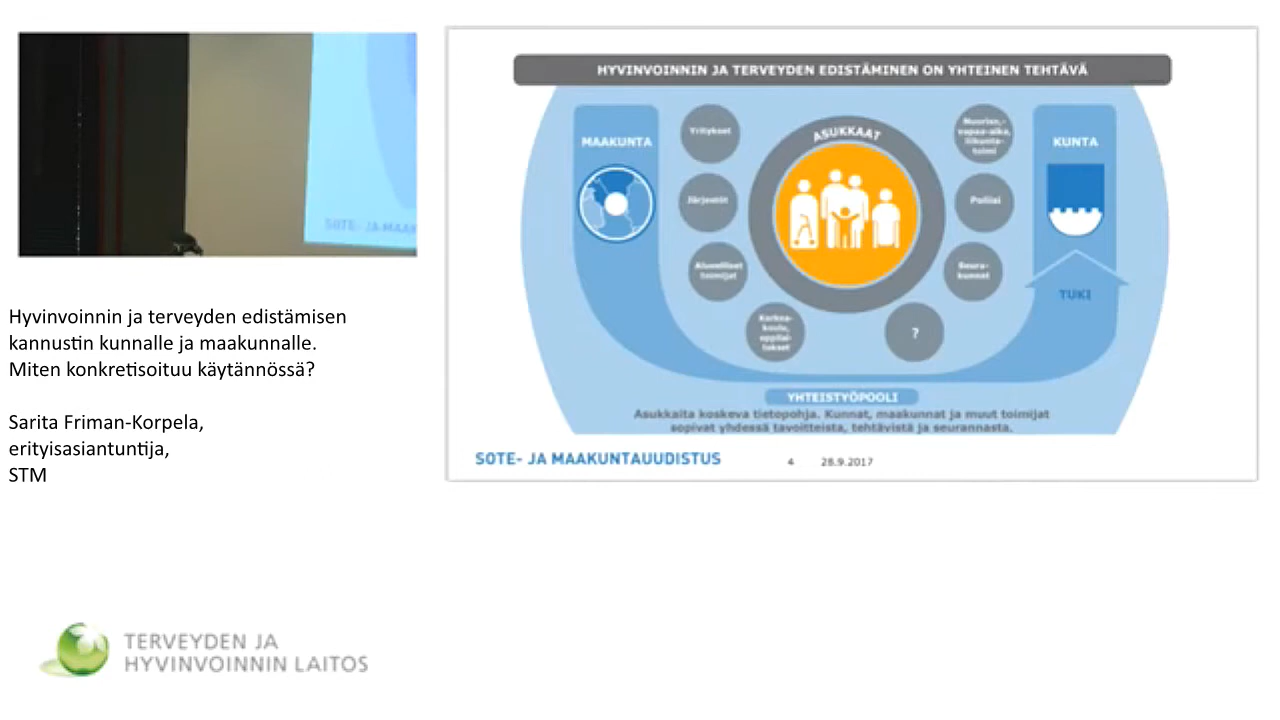 SOTE- JA MAAK
Hyvinvoinnin ja terveyden edistämisen
kannustin kunnalle ja maakunnalle.
Miten konkretisoituu käytännössä?
Sarita Friman-Korpela,
erityisasiantuntija,
STM
TERVEYDEN JA
HYVINVOINNIN LAITOS
HYVINVOINNIN JA TERVEYDEN EDISTÄMINEN ON YHTEINEN TEHTÄVÄ
MAAKUNTA
Yritykset
Järjestöt
Alueelliset
toimijat
Korkea-
koulu,
oppilai-
tokset
ASUKKAAT
Nuoriso,-
vapaa-aika,
liikunta-
toimi
Poliisi
Seura-
kunnat
?
KUNTA
TUKI
YHTEISTYÖPOOLI
Asukkaita koskeva tietopohja. Kunnat, maakunnat ja muut toimijat
sopivat yhdessä tavoitteista, tehtävistä ja seurannasta.
SOTE- JA MAAKUNTAUUDISTUS
4 28.9.2017